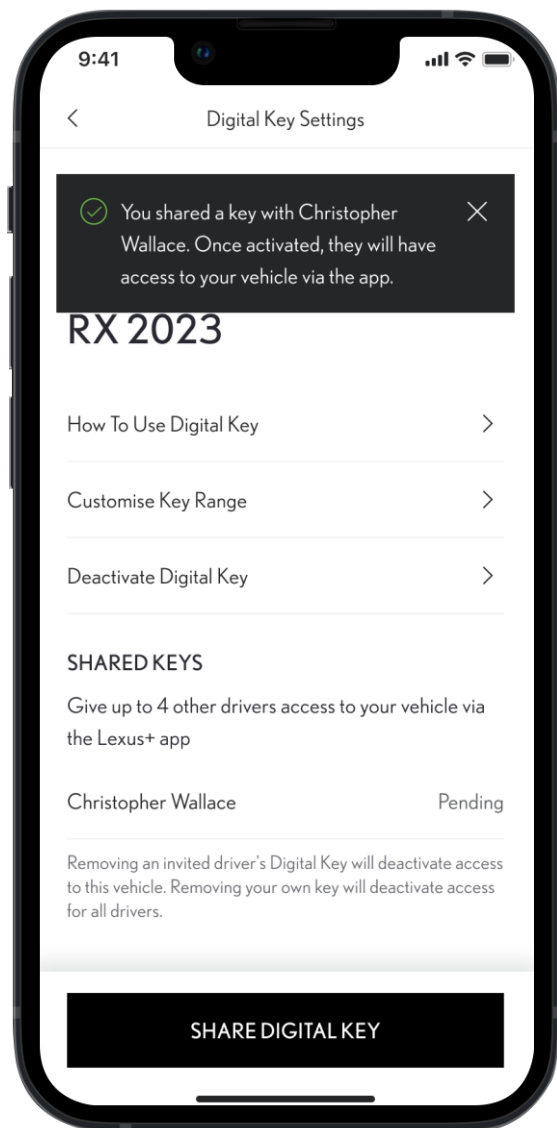 9:41
Digital Key Settings
You shared a key with Christopher
Wallace. Once activated, they will have
access to your vehicle via the app.
RX 2023
How To Use Digital Key
Customise Key Range
Deactivate Digital Key
SHARED KEYS
Give up to 4 other drivers access to your vehicle via
the Lexus+ app
Christopher Wallace Pending
Removing an invited driver's Digital Key will deactivate access
to this vehicle. Removing your own key will deactivate access
for all drivers.
SHARE DIGITAL KEY